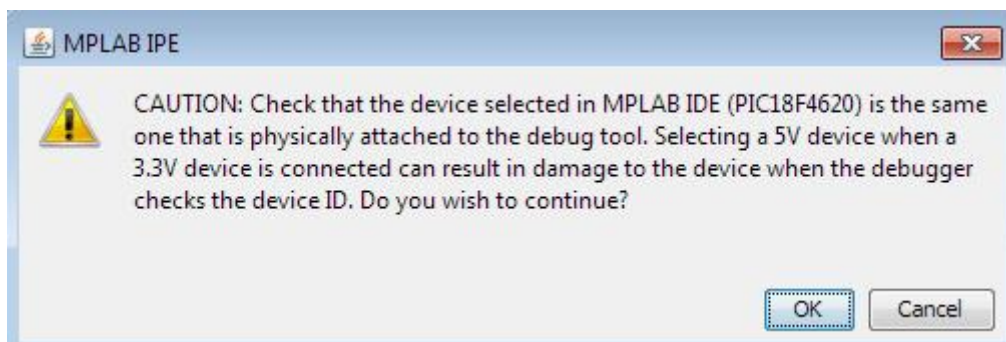 MPLAB IPE
CAUTION: Check that the device selected in MPLAB IDE (PIC18F4620) is the same
one that is physically attached to the debug tool. Selecting a 5V device when a
3.3V device is connected can result in damage to the device when the debugger
checks the device ID. Do you wish to continue?
OK Cancel